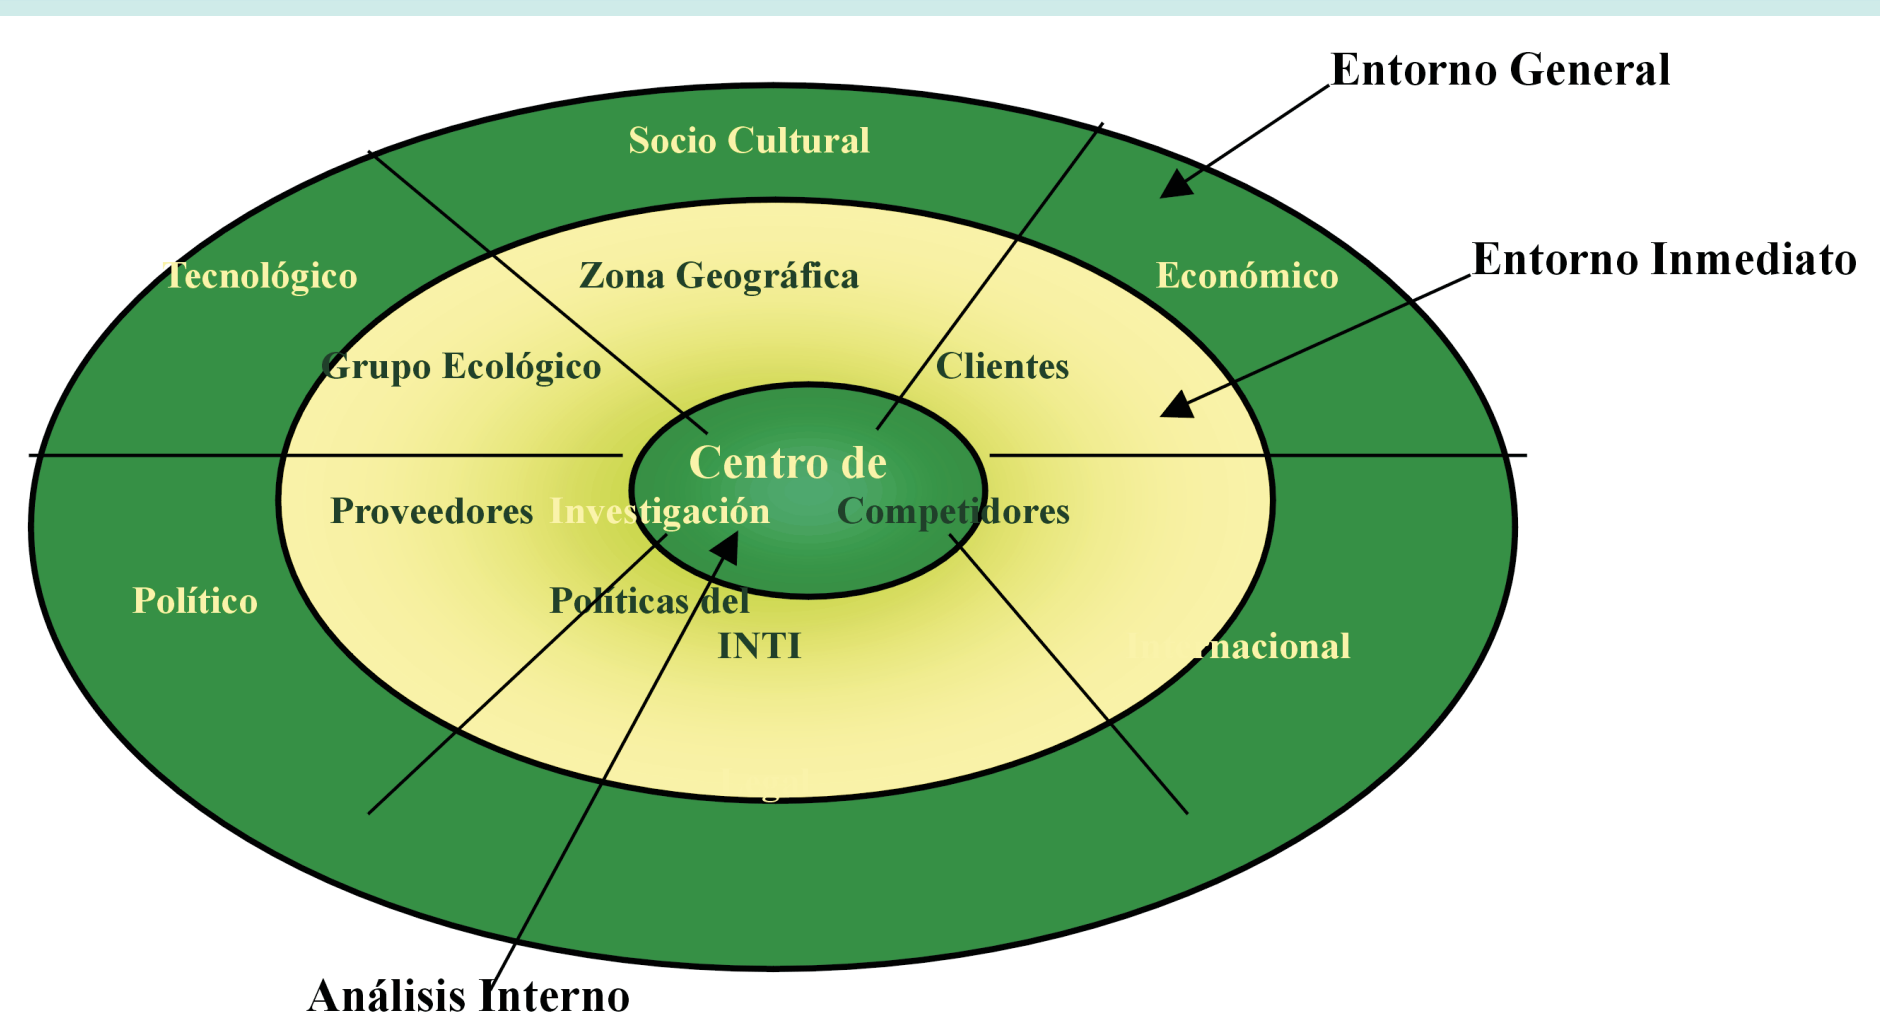 Entorno General
Socio Cultural
Entorno Inmediato
Tecnológico
Zona Geográfica
Económico
Grupo Ecológico
Clientes
Centro de
Proveedores
Investigación
Competidores
Político
Políticas del
INTI
Internacional
Análisis Interno